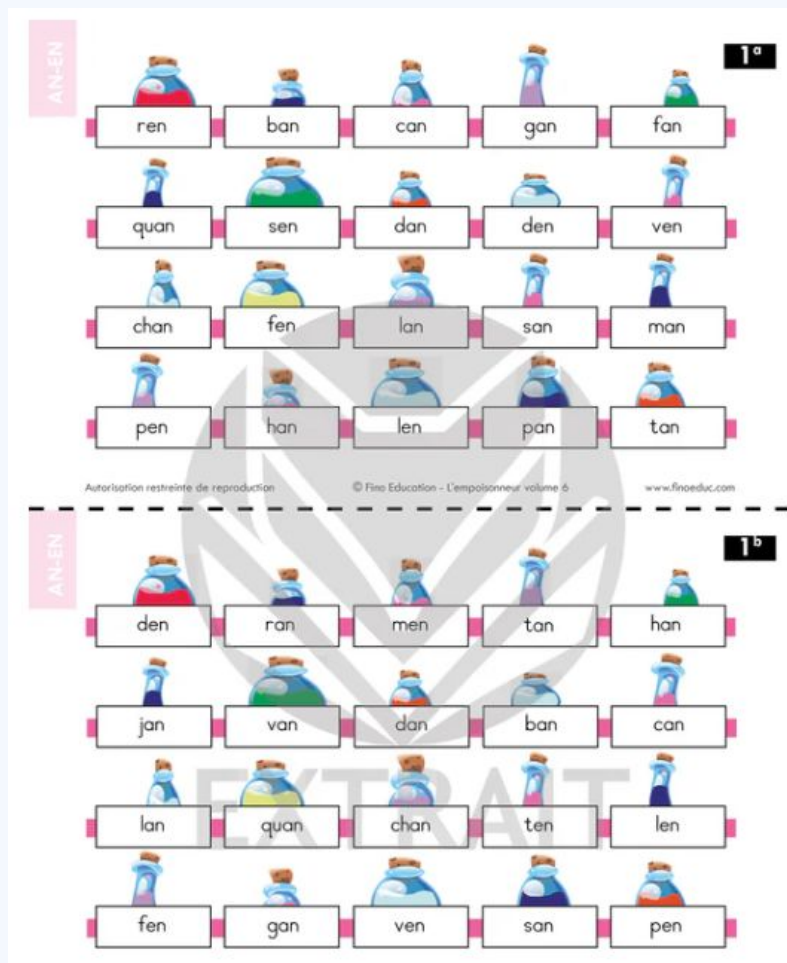 AN-EN
1a
ren ban can gan fan
quan sen dan den ven
chan fen lan san man
pen han len pan tan
Autorisation restreinte de reproduction © Fino Education - L'empoisonneur volume 6 www.finoeduc.com
AN-EN
1b
den ran men tan han
jan van dan ban can
lan quan chan ten len
EXTRAIT
fen gan ven san pen